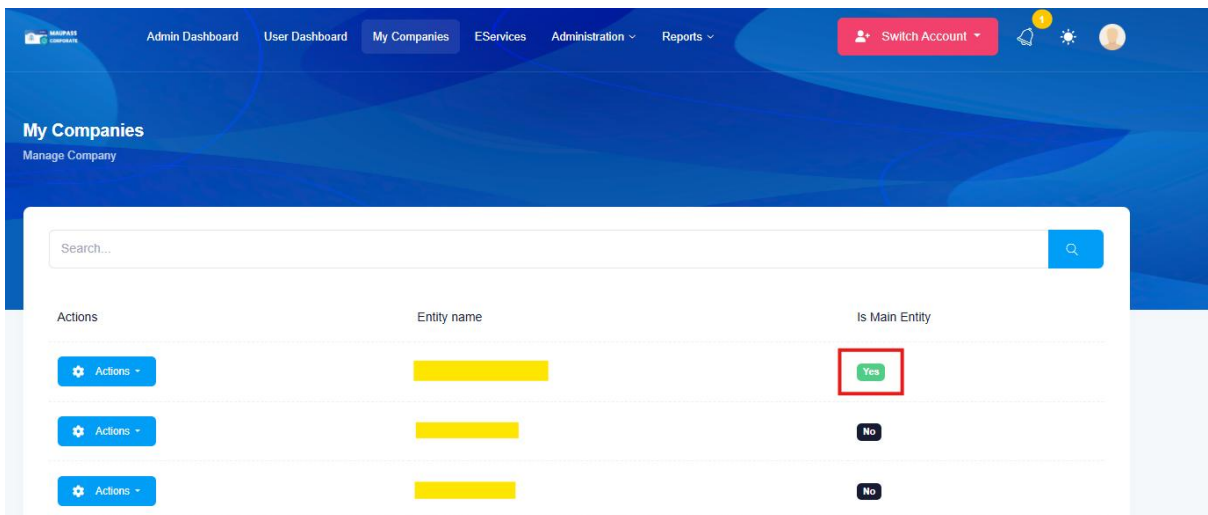 MAUPASS
CORPORATE
Admin Dashboard User Dashboard My Companies EServices Administration Reports Switch Account 1
My Companies
Manage Company
Search...
Actions Entity name Is Main Entity
Actions Yes
Actions No
Actions No